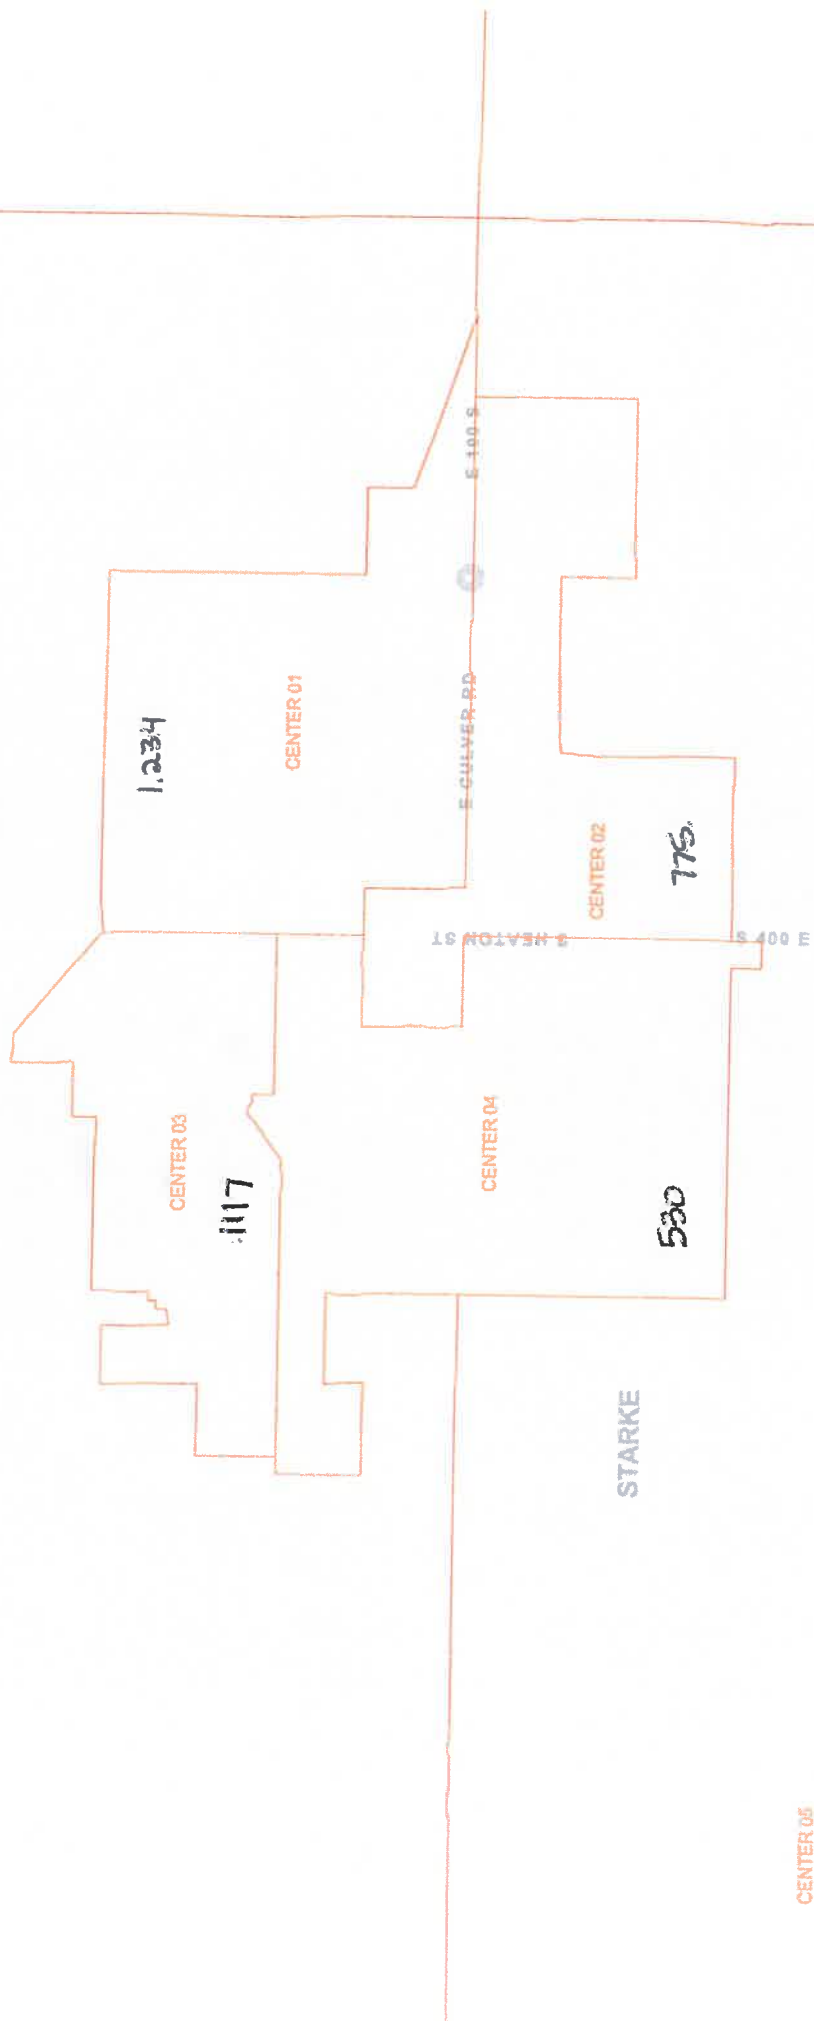 CENTER 03
1117
CENTER 01
1,234
CENTER 04
530
CENTER 02
775
E CULVER RD
E 100 S
S HEATON ST
S 400 E
STARKE
CENTER 05